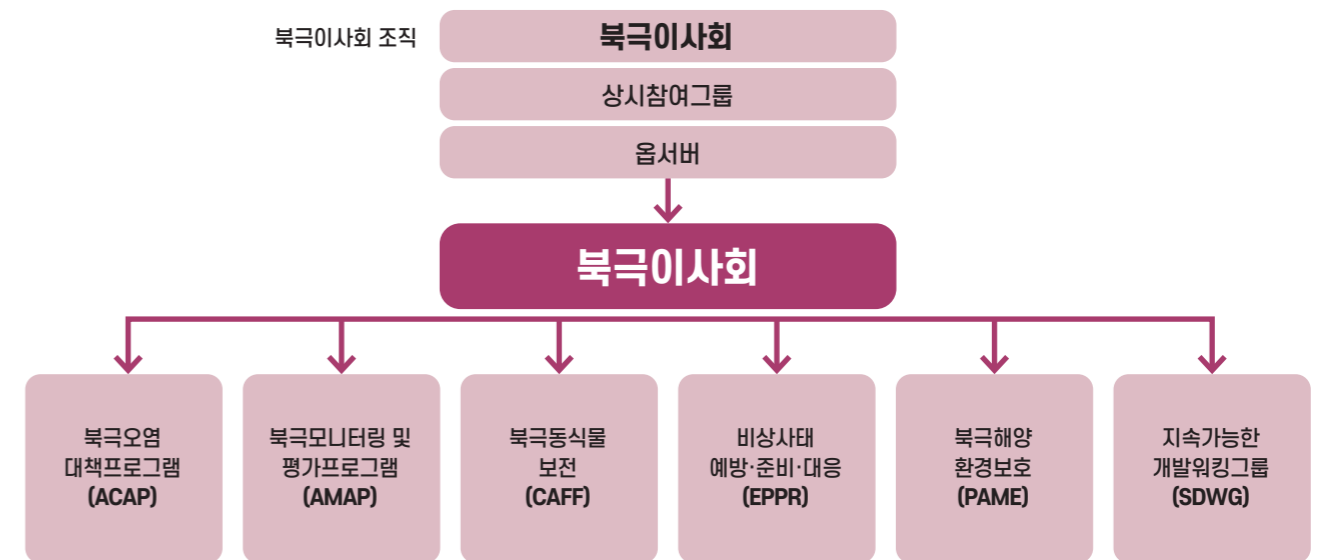 북극이사회 조직
북극이사회
상시참여그룹
옵서버
북극이사회
북극오염
대책프로그램
(ACAP)
북극모니터링 및
평가프로그램
(AMAP)
북극동식물
보전
(CAFF)
비상사태
예방·준비·대응
(EPPR)
북극해양
환경보호
(PAME)
지속가능한
개발워킹그룹
(SDWG)